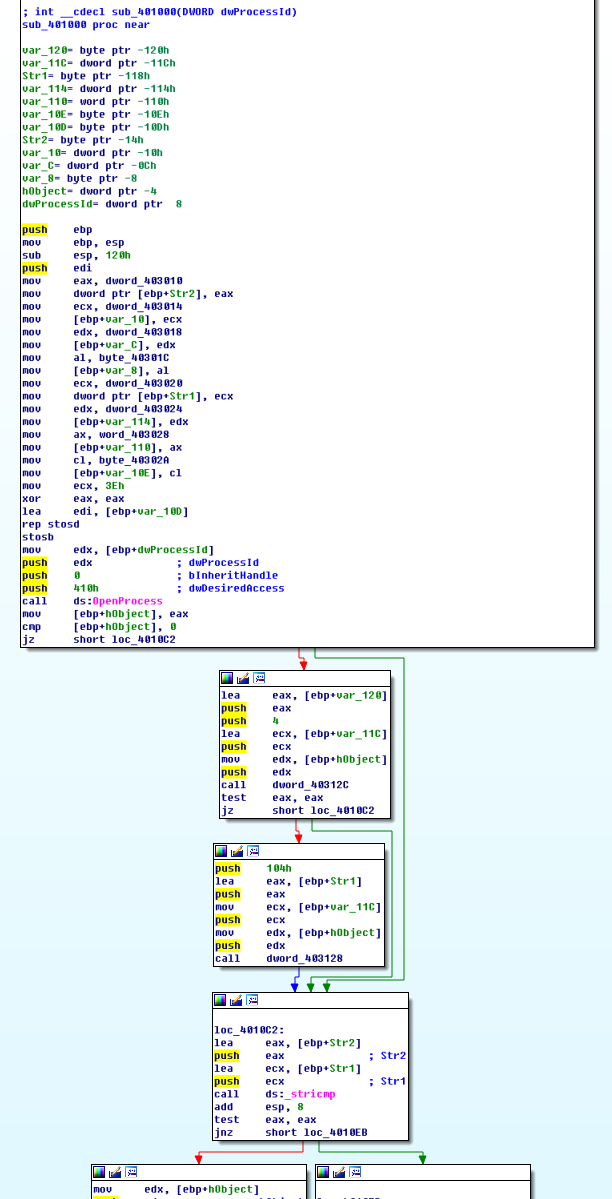 ; int __cdecl sub_401000(DWORD dwProcessId)
sub_401000 proc near
var_120= byte ptr -120h
var_11C= dword ptr -11Ch
Str1= byte ptr -118h
var_114= dword ptr -114h
var_110= word ptr -110h
var_10E= byte ptr -10Eh
var_10D= byte ptr -10Dh
Str2= byte ptr -14h
var_10= dword ptr -10h
var_C= dword ptr -0Ch
var_8= byte ptr -8
hObject= dword ptr -4
dwProcessId= dword ptr  8
push    ebp
mov     ebp, esp
sub     esp, 120h
push    edi
mov     eax, dword_403010
mov     dword ptr [ebp+Str2], eax
mov     ecx, dword_403014
mov     [ebp+var_10], ecx
mov     edx, dword_403018
mov     [ebp+var_C], edx
mov     al, byte_40301C
mov     [ebp+var_8], al
mov     ecx, dword_403020
mov     dword ptr [ebp+Str1], ecx
mov     edx, dword_403024
mov     [ebp+var_114], edx
mov     ax, word_403028
mov     [ebp+var_110], ax
mov     cl, byte_40302A
mov     [ebp+var_10E], cl
mov     ecx, 3Eh
xor     eax, eax
lea     edi, [ebp+var_10D]
rep stosd
stosb
mov     edx, [ebp+dwProcessId]
push    edx             ; dwProcessId
push    0               ; bInheritHandle
push    410h            ; dwDesiredAccess
call    ds:OpenProcess
mov     [ebp+hObject], eax
cmp     [ebp+hObject], 0
jz      short loc_4010C2
lea     eax, [ebp+var_120]
push    eax
push    4
lea     ecx, [ebp+var_11C]
push    ecx
mov     edx, [ebp+hObject]
push    edx
call    dword_40312C
test    eax, eax
jz      short loc_4010C2
push    104h
lea     eax, [ebp+Str1]
push    eax
mov     ecx, [ebp+var_11C]
push    ecx
mov     edx, [ebp+hObject]
push    edx
call    dword_403128
loc_4010C2:
lea     eax, [ebp+Str2]
push    eax             ; Str2
lea     ecx, [ebp+Str1]
push    ecx             ; Str1
call    ds:_stricmp
add     esp, 8
test    eax, eax
jnz     short loc_4010EB
mov     edx, [ebp+hObject]